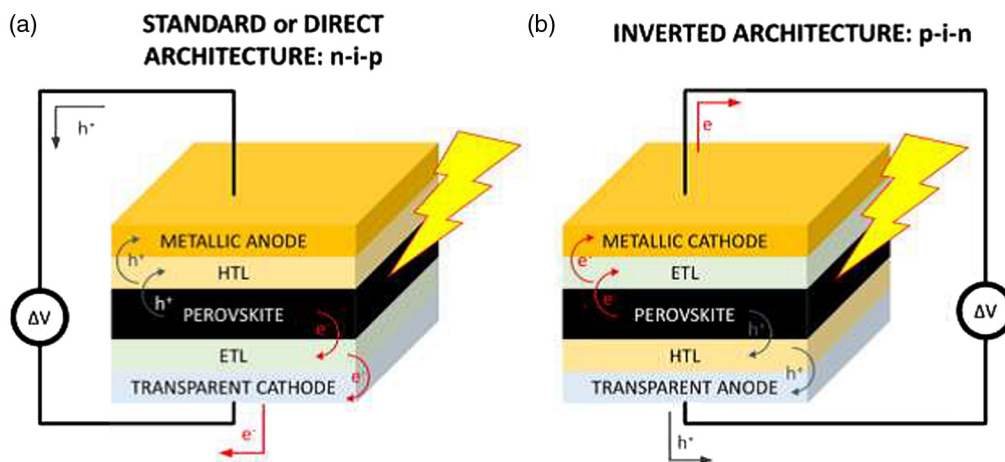 (a)
STANDARD or DIRECT
ARCHITECTURE: n-i-p
h⁺
METALLIC ANODE
h⁺
HTL
h⁺
PEROVSKITE
e⁻
ETL
e⁻
TRANSPARENT CATHODE
e⁻
ΔV
(b)
INVERTED ARCHITECTURE: p-i-n
e
METALLIC CATHODE
e⁻
ETL
e⁻
PEROVSKITE
h⁺
HTL
h⁺
TRANSPARENT ANODE
h⁺
ΔV